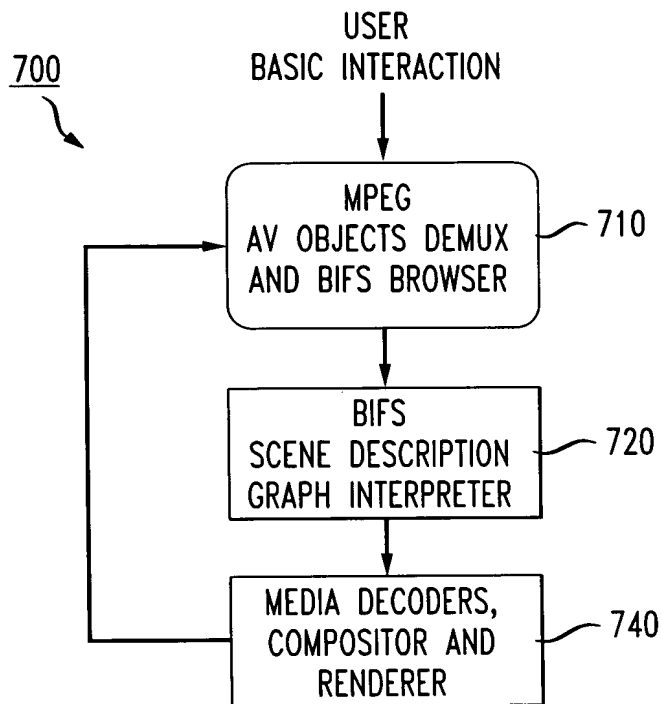 USER
BASIC INTERACTION
700
MPEG
AV OBJECTS DEMUX
AND BIFS BROWSER
710
BIFS
SCENE DESCRIPTION
GRAPH INTERPRETER
720
MEDIA DECODERS,
COMPOSITOR AND
RENDERER
740